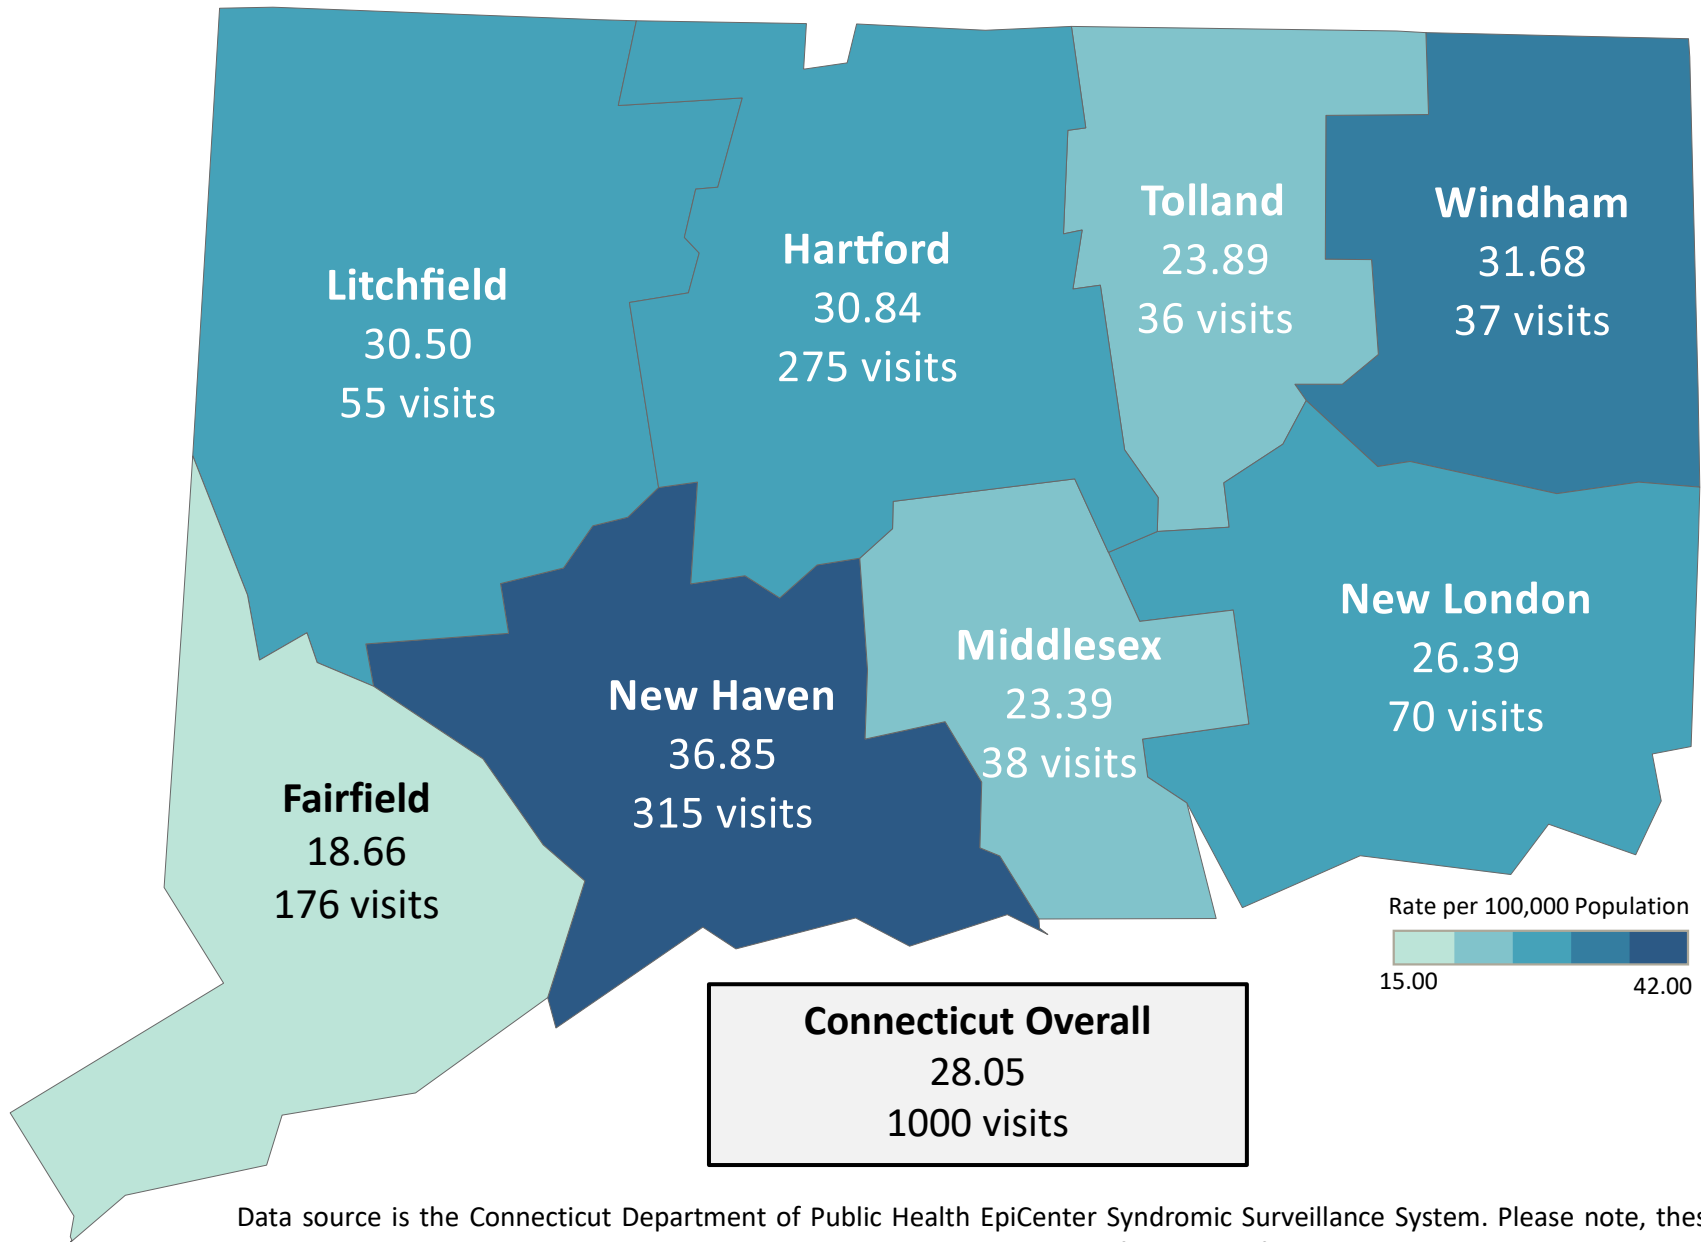 Litchfield
30.50
55 visits
Hartford
30.84
275 visits
Tolland
23.89
36 visits
Windham
31.68
37 visits
New London
26.39
70 visits
Middlesex
23.39
38 visits
New Haven
36.85
315 visits
Fairfield
18.66
176 visits
Rate per 100,000 Population
15.00
42.00
Connecticut Overall
28.05
1000 visits
Data source is the Connecticut Department of Public Health EpiCenter Syndromic Surveillance System. Please note, thes